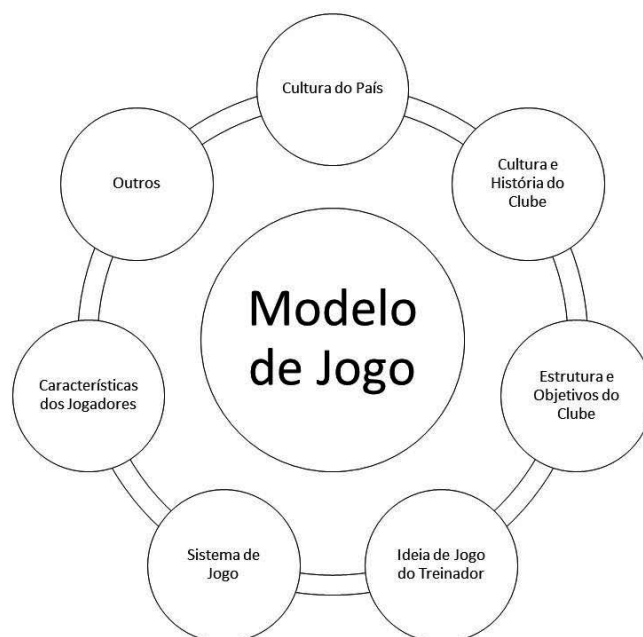 Cultura do País
Cultura e
História do
Clube
Estrutura e
Objetivos do
Clube
Ideia de Jogo
do Treinador
Sistema de
Jogo
Características
dos Jogadores
Outros
Modelo
de Jogo